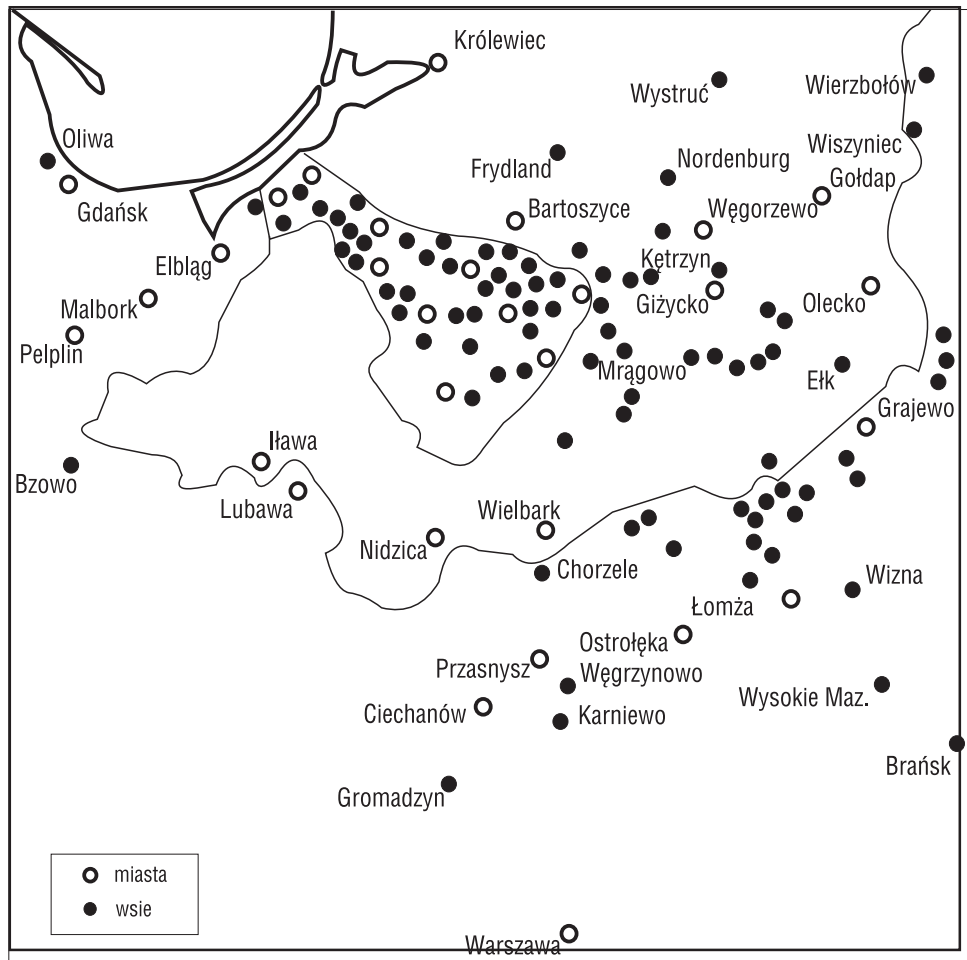 Królewiec
Wystruć
Wierzbołów
Oliwa
Wiszyniec
Frydland
Nordenburg
Gołdap
Gdańsk
Bartoszyce
Węgorzewo
Elbląg
Kętrzyn
Malbork
Giżycko
Olecko
Pelplin
Mrągowo
Ełk
Grajewo
Iława
Bzowo
Lubawa
Wielbark
Nidzica
Chorzele
Wizna
Łomża
Ostrołęka
Przasnysz
Węgrzynowo
Wysokie Maz.
Ciechanów
Karniewo
Brańsk
Gromadzyn
miasta
wsie
Warszawa